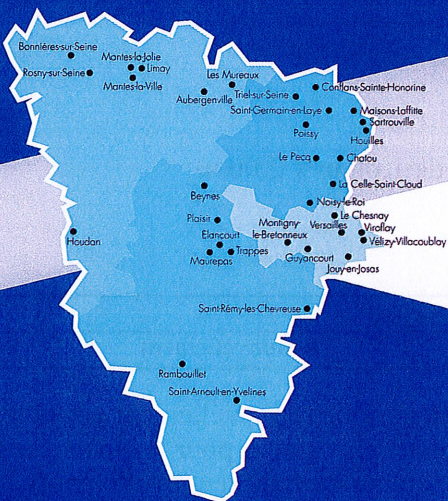 Bonnières-sur-Seine
Mantes-la-Jolie
Limay
Rosny-sur-Seine
Mantes-la-Ville
Les Mureaux
Aubergenville
Triel-sur-Seine
Conflans-Sainte-Honorine
Saint-Germain-en-Laye
Maisons-Laffitte
Sartrouville
Poissy
Houilles
Le Pecq
Chatou
La Celle-Saint-Cloud
Beynes
Noisy-le-Roi
Le Chesnay
Plaisir
Montigny-
le-Bretonneux
Versailles
Viroflay
Houdan
Elancourt
Vélizy-Villacoublay
Maurepas
Trappes
Guyancourt
Jouy-en-Josas
Saint-Rémy-les-Chevreuse
Rambouillet
Saint-Arnoult-en-Yvelines